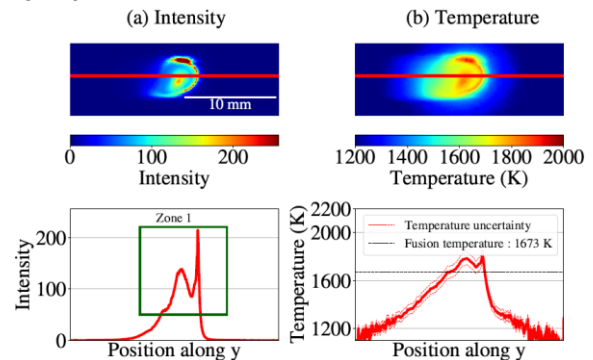 (a) Intensity
(b) Temperature
10 mm
0 100 200
Intensity
1200 1400 1600 1800 2000
Temperature (K)
Zone 1
200
100
0
Intensity
Position along y
2200
2000
1600
1200
Temperature (K)
Temperature uncertainty
Fusion temperature : 1673 K
Position along y